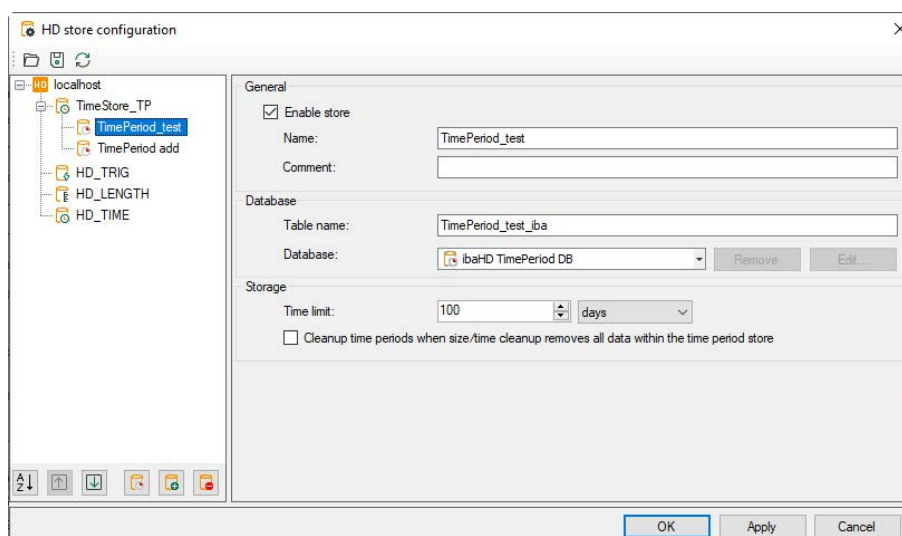 HD store configuration
HD localhost
TimeStore_TP
TimePeriod_test
TimePeriod add
HD_TRIG
HD_LENGTH
HD_TIME
A
Z
General
Enable store
Name: TimePeriod_test
Comment:
Database
Table name: TimePeriod_test_iba
Database: ibaHD TimePeriod DB Remove Edit...
Storage
Time limit: 100 days
Cleanup time periods when size/time cleanup removes all data within the time period store
OK Apply Cancel